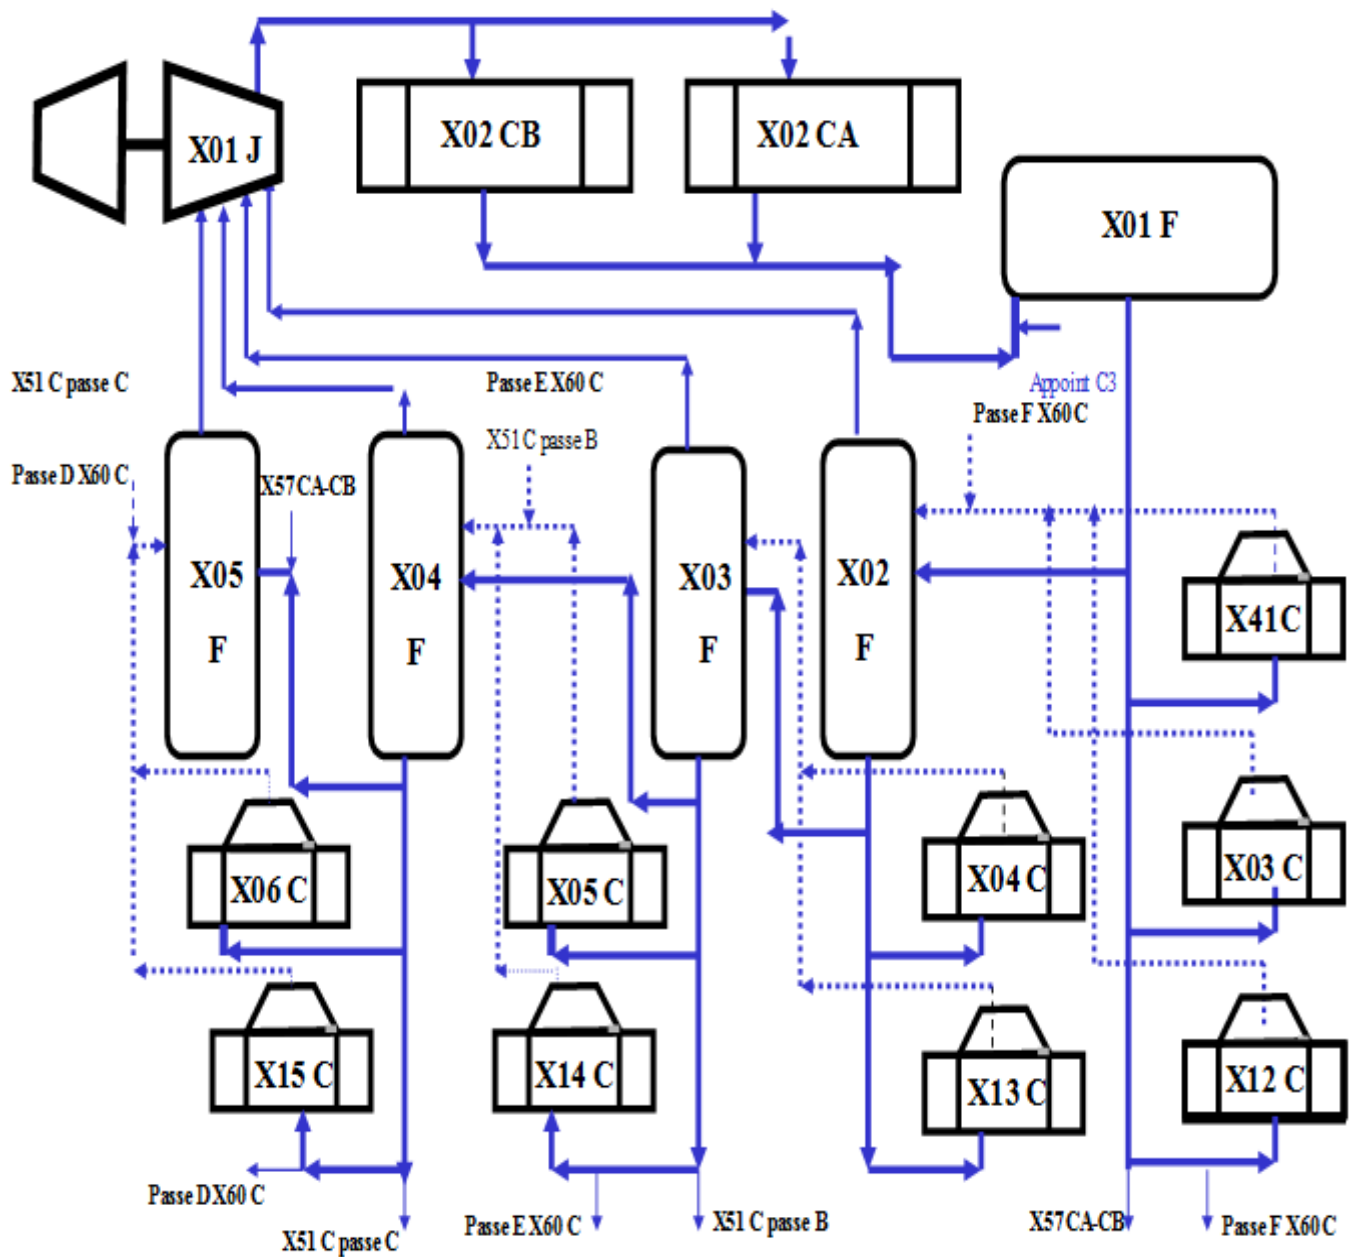 X01 J
X02 CB
X02 CA
X01 F
X51 C passe C
Passe E X60 C
Appoint C3
Passe F X60 C
X51 C passe B
Passe D X60 C
X57CA-CB
X05
F
X04
F
X03
F
X02
F
X41C
X06 C
X05 C
X04 C
X03 C
X15 C
X14 C
X13 C
X12 C
Passe D X60 C
X51 C passe C
Passe E X60 C
X51 C passe B
X57CA-CB
Passe F X60 C